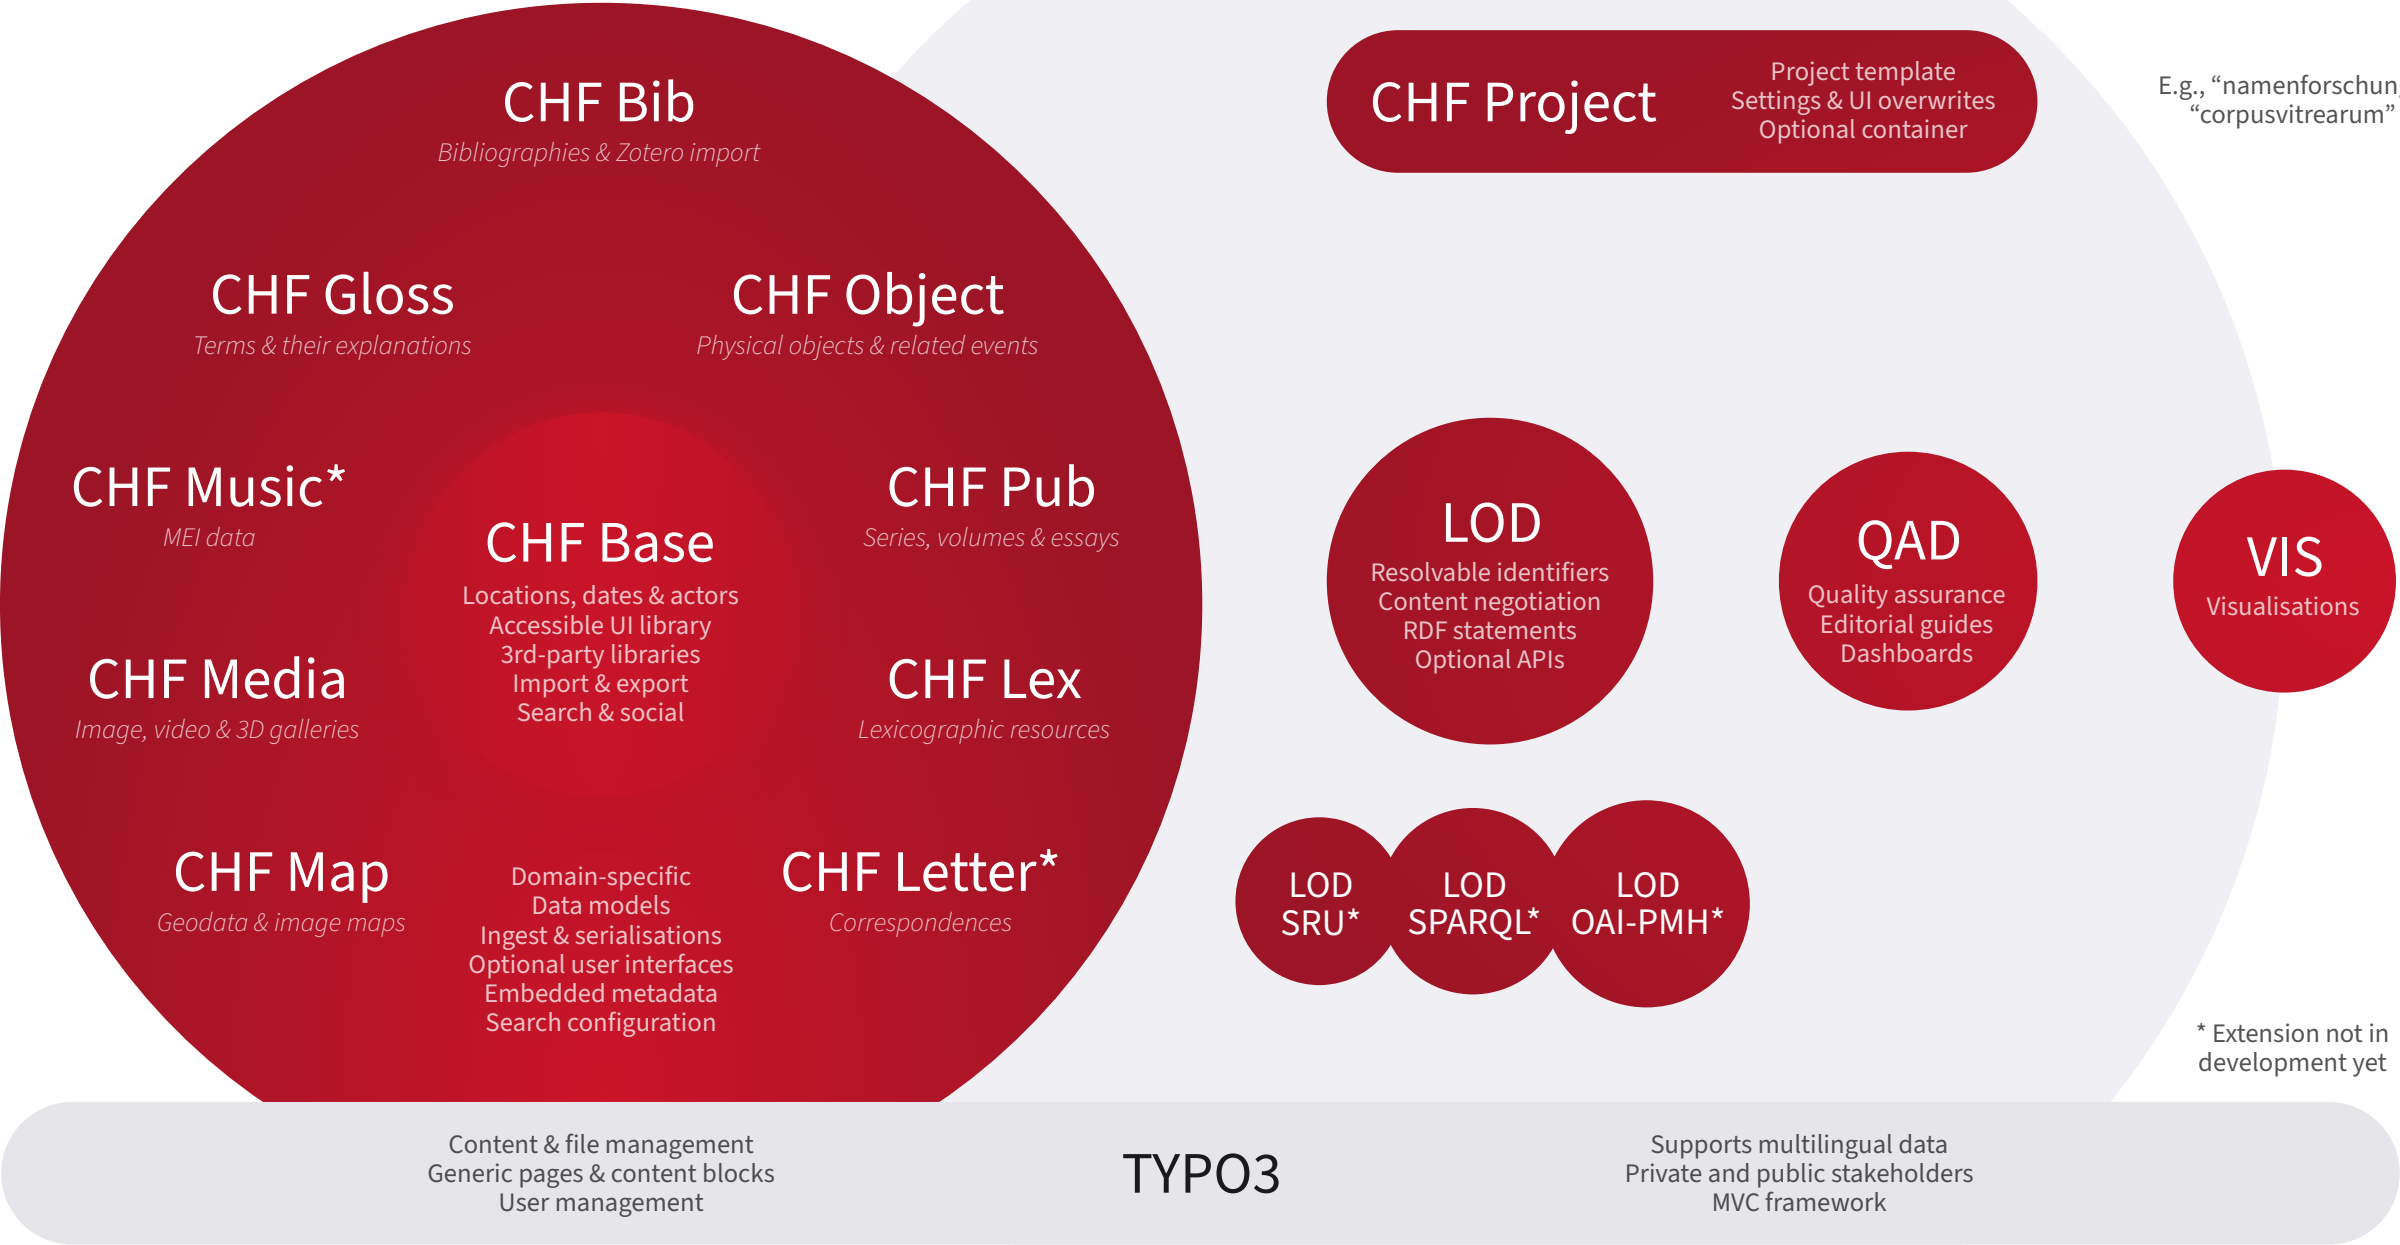 CHF Bib
Bibliographies & Zotero import
CHF Gloss
Terms & their explanations
CHF Object
Physical objects & related events
CHF Music*
MEI data
CHF Pub
Series, volumes & essays
CHF Base
Locations, dates & actors
Accessible UI library
3rd-party libraries
Import & export
Search & social
CHF Media
Image, video & 3D galleries
CHF Lex
Lexicographic resources
CHF Map
Geodata & image maps
Domain-specific
Data models
Ingest & serialisations
Optional user interfaces
Embedded metadata
Search configuration
CHF Letter*
Correspondences
CHF Project
Project template
Settings & UI overwrites
Optional container
E.g., “namenforschun
“corpusvitrearum”
LOD
Resolvable identifiers
Content negotiation
RDF statements
Optional APIs
QAD
Quality assurance
Editorial guides
Dashboards
VIS
Visualisations
LOD
SRU*
LOD
SPARQL*
LOD
OAI-PMH*
* Extension not in
development yet
Content & file management
Generic pages & content blocks
User management
TYPO3
Supports multilingual data
Private and public stakeholders
MVC framework